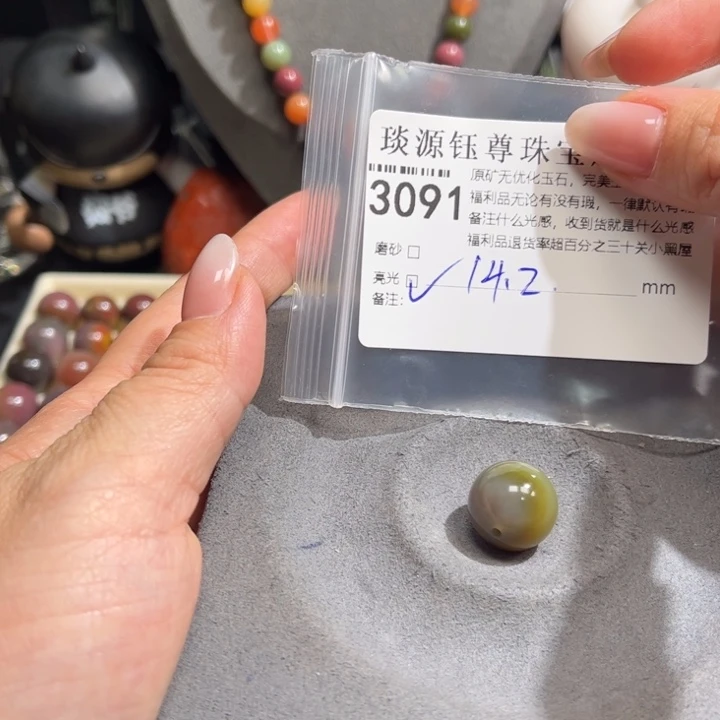 琰源钰尊珠宝
3091
原矿无优化玉石，完美
福利品无论有没有瑕，一律默认有
备注什么光感，收到货就是什么光感
福利品退货率超百分之三十关小黑屋
磨砂 □
亮光 ☑ 14.2 mm
备注：